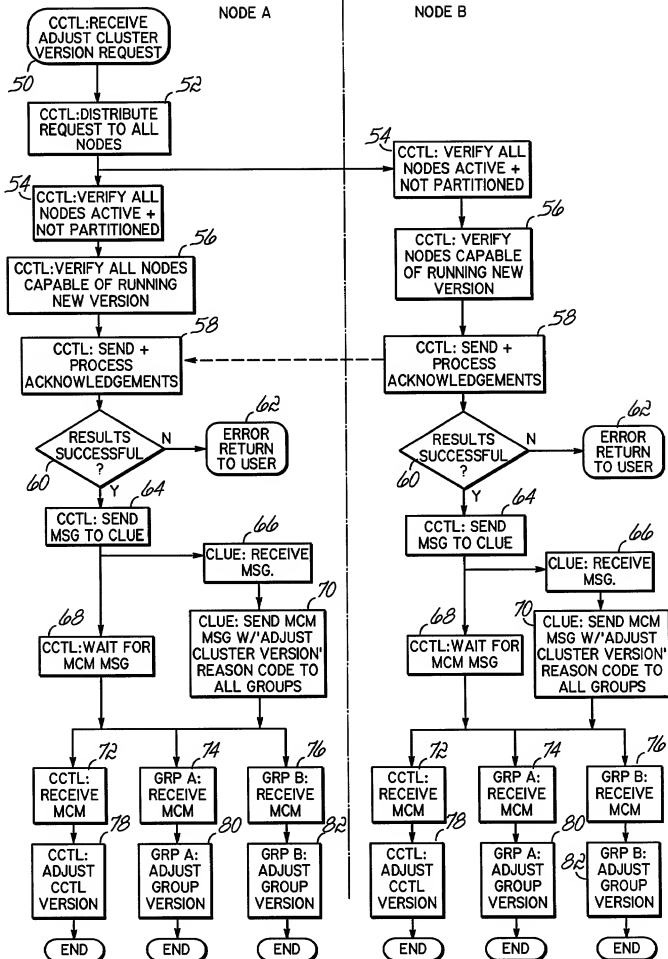 NODE A
NODE B
CCTL:RECEIVE
ADJUST CLUSTER
VERSION REQUEST
50
52
CCTL:DISTRIBUTE
REQUEST TO ALL
NODES
54
CCTL:VERIFY ALL
NODES ACTIVE +
NOT PARTITIONED
54
CCTL: VERIFY ALL
NODES ACTIVE +
NOT PARTITIONED
56
CCTL:VERIFY ALL NODES
CAPABLE OF RUNNING
NEW VERSION
56
CCTL: VERIFY
NODES CAPABLE
OF RUNNING NEW
VERSION
58
CCTL: SEND +
PROCESS
ACKNOWLEDGEMENTS
58
CCTL: SEND +
PROCESS
ACKNOWLEDGEMENTS
RESULTS
SUCCESSFUL
?
60
N
Y
62
ERROR
RETURN
TO USER
RESULTS
SUCCESSFUL
?
60
N
Y
62
ERROR
RETURN
TO USER
64
CCTL: SEND
MSG TO CLUE
66
CLUE: RECEIVE
MSG.
64
CCTL: SEND
MSG TO CLUE
66
CLUE: RECEIVE
MSG.
68
CCTL:WAIT FOR
MCM MSG
70
CLUE: SEND MCM
MSG W/'ADJUST
CLUSTER VERSION'
REASON CODE TO
ALL GROUPS
68
CCTL:WAIT FOR
MCM MSG
70
CLUE: SEND MCM
MSG W/'ADJUST
CLUSTER VERSION'
REASON CODE TO
ALL GROUPS
72
CCTL:
RECEIVE
MCM
74
GRP A:
RECEIVE
MCM
76
GRP B:
RECEIVE
MCM
72
CCTL:
RECEIVE
MCM
74
GRP A:
RECEIVE
MCM
76
GRP B:
RECEIVE
MCM
78
CCTL:
ADJUST
CCTL
VERSION
80
GRP A:
ADJUST
GROUP
VERSION
82
GRP B:
ADJUST
GROUP
VERSION
78
CCTL:
ADJUST
CCTL
VERSION
80
GRP A:
ADJUST
GROUP
VERSION
82
GRP B:
ADJUST
GROUP
VERSION
END
END
END
END
END
END